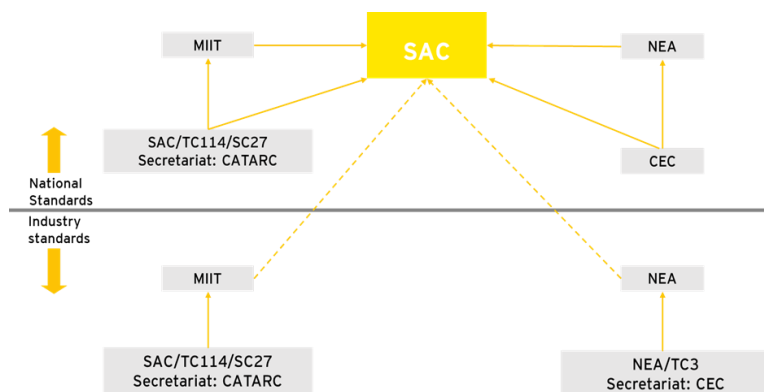 MIIT
SAC
NEA
SAC/TC114/SC27
Secretariat: CATARC
CEC
National
Standards
Industry
standards
MIIT
NEA
SAC/TC114/SC27
Secretariat: CATARC
NEA/TC3
Secretariat: CEC